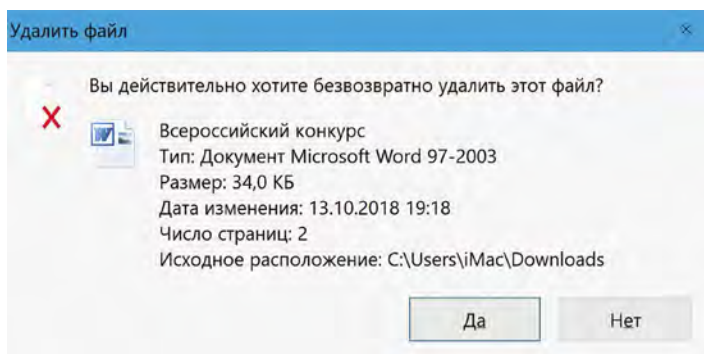 Удалить файл
Вы действительно хотите безвозвратно удалить этот файл?
Всероссийский конкурс
Тип: Документ Microsoft Word 97-2003
Размер: 34,0 КБ
Дата изменения: 13.10.2018 19:18
Число страниц: 2
Исходное расположение: C:\Users\iMac\Downloads
Да
Нет